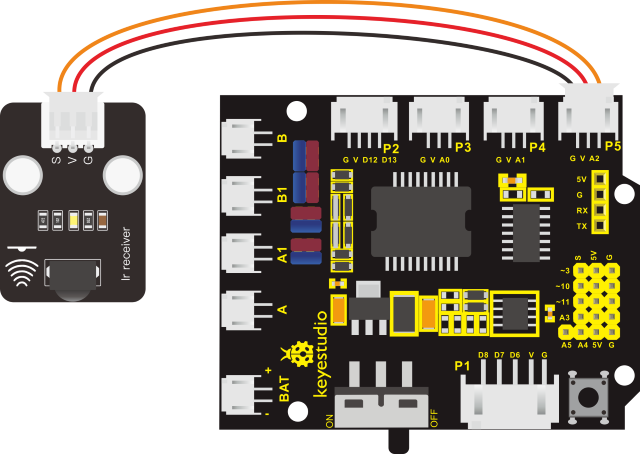 S V G
Ir receiver
B
B1
A1
A
BAT
+
-
P2
G V D12 D13
P3
G V A0
P4
G V A1
P5
G V A2
5V
G
RX
TX
S 5V G
~3
~10
~11
A3
A5 A4 5V G
keyestudio
ON
OFF
P1
D8 D7 D6 V G